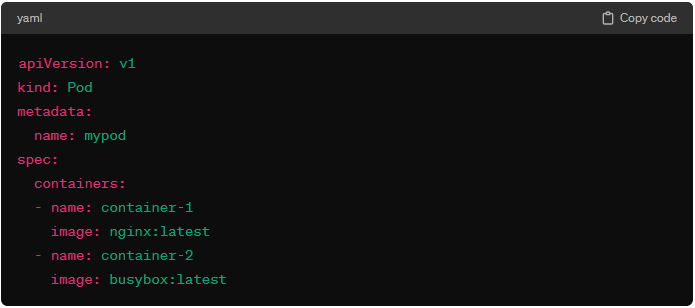 yaml
Copy code
apiVersion: v1
kind: Pod
metadata:
  name: mypod
spec:
  containers:
  - name: container-1
    image: nginx:latest
  - name: container-2
    image: busybox:latest